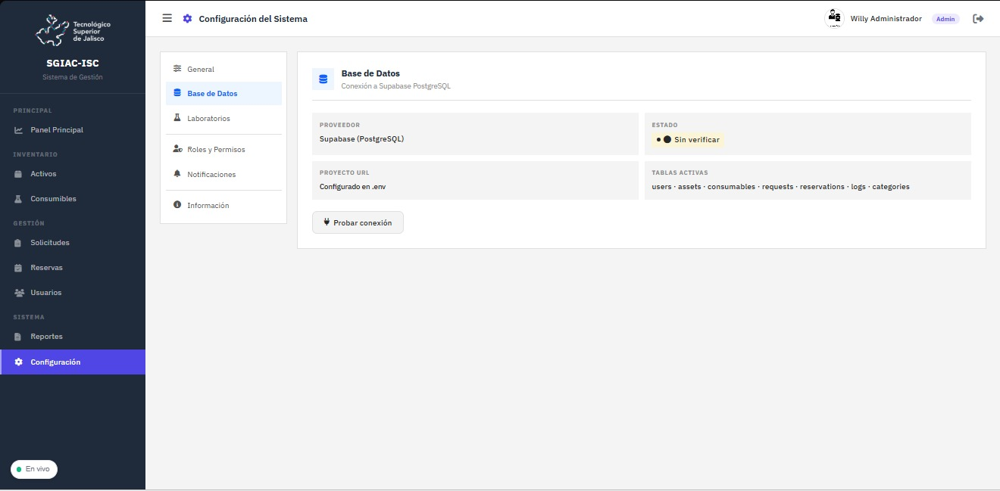 Tecnológico
Superior
de Jalisco
SGIAC-ISC
Sistema de Gestión
PRINCIPAL
Panel Principal
INVENTARIO
Activos
Consumibles
GESTIÓN
Solicitudes
Reservas
Usuarios
SISTEMA
Reportes
Configuración
En vivo
Configuración del Sistema
Willy Administrador
Admin
General
Base de Datos
Laboratorios
Roles y Permisos
Notificaciones
Información
Base de Datos
Conexión a Supabase PostgreSQL
PROVEEDOR
Supabase (PostgreSQL)
ESTADO
Sin verificar
PROYECTO URL
Configurado en .env
TABLAS ACTIVAS
users · assets · consumables · requests · reservations · logs · categories
Probar conexión